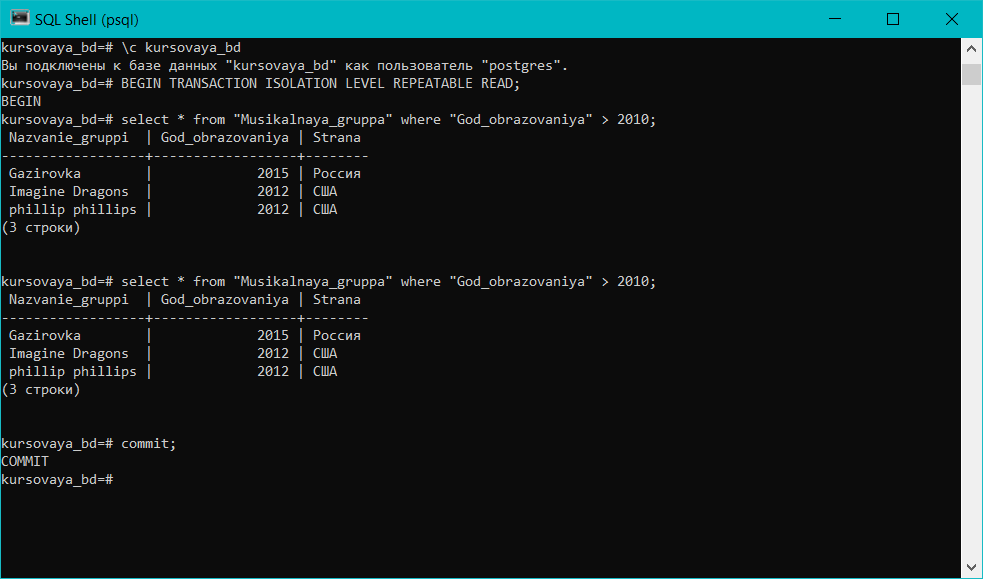 SQL Shell (psql)
kursovaya_bd=# \c kursovaya_bd
Вы подключены к базе данных "kursovaya_bd" как пользователь "postgres".
kursovaya_bd=# BEGIN TRANSACTION ISOLATION LEVEL REPEATABLE READ;
BEGIN
kursovaya_bd=# select * from "Musikalnaya_gruppa" where "God_obrazovaniya" > 2010;
 Nazvanie_gruppi  | God_obrazovaniya | Strana
------------------+------------------+--------
 Gazirovka        |             2015 | Россия
 Imagine Dragons  |             2012 | США
 phillip phillips |             2012 | США
(3 строки)
kursovaya_bd=# select * from "Musikalnaya_gruppa" where "God_obrazovaniya" > 2010;
 Nazvanie_gruppi  | God_obrazovaniya | Strana
------------------+------------------+--------
 Gazirovka        |             2015 | Россия
 Imagine Dragons  |             2012 | США
 phillip phillips |             2012 | США
(3 строки)
kursovaya_bd=# commit;
COMMIT
kursovaya_bd=#